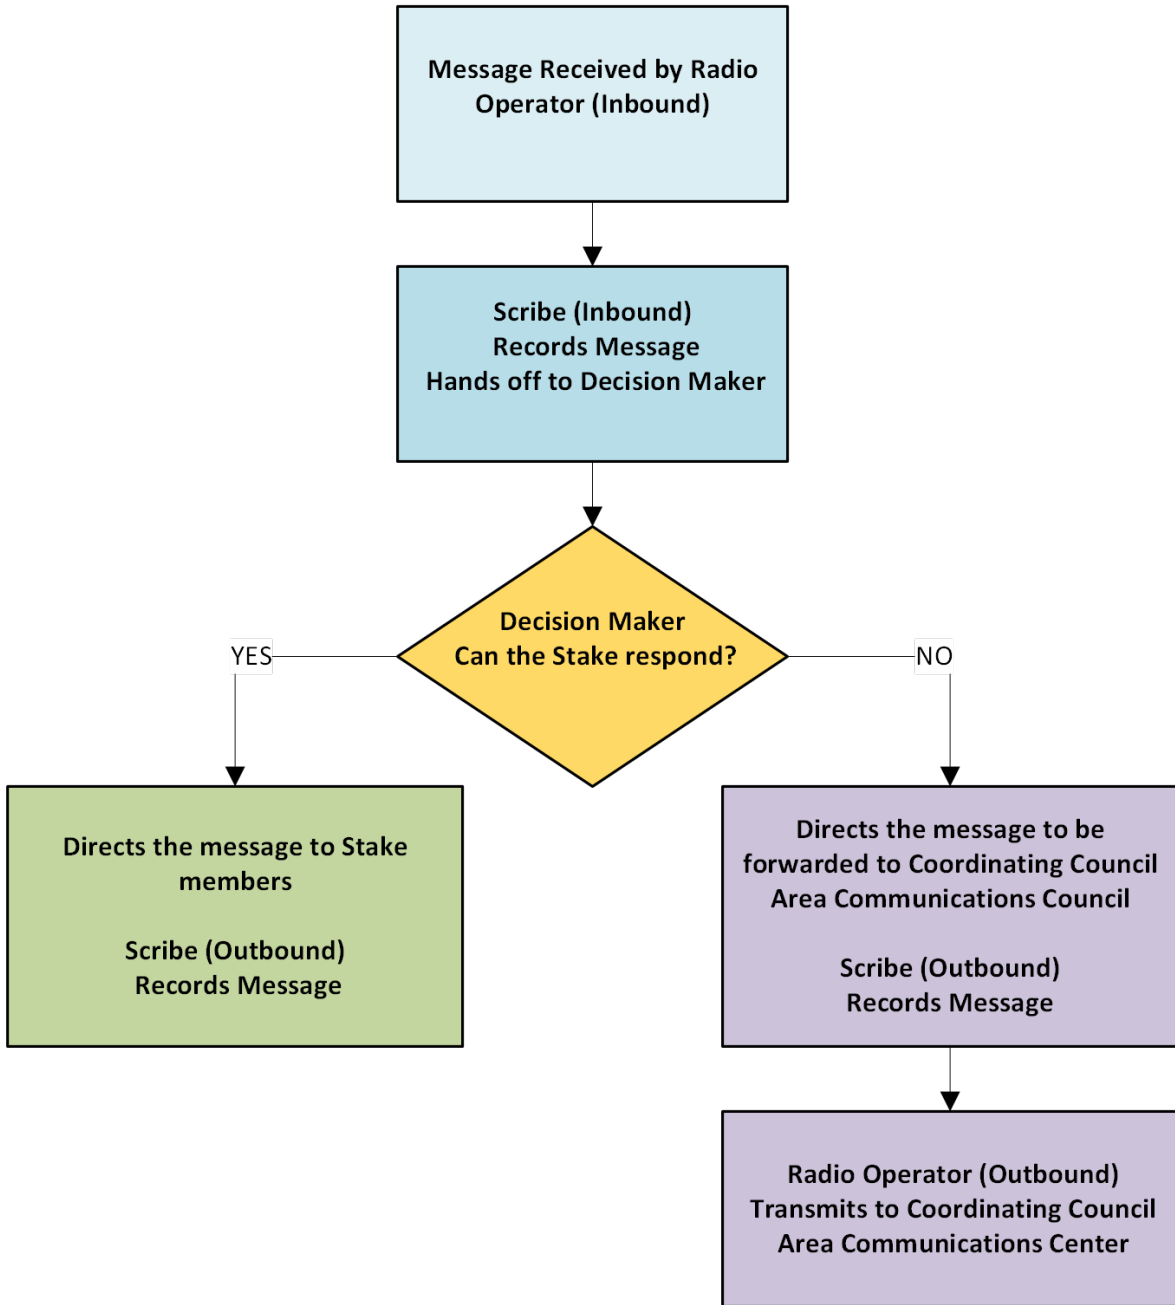 Message Received by Radio
Operator (Inbound)
Scribe (Inbound)
Records Message
Hands off to Decision Maker
Decision Maker
Can the Stake respond?
YES
NO
Directs the message to Stake
members
Scribe (Outbound)
Records Message
Directs the message to be
forwarded to Coordinating Council
Area Communications Council
Scribe (Outbound)
Records Message
Radio Operator (Outbound)
Transmits to Coordinating Council
Area Communications Center